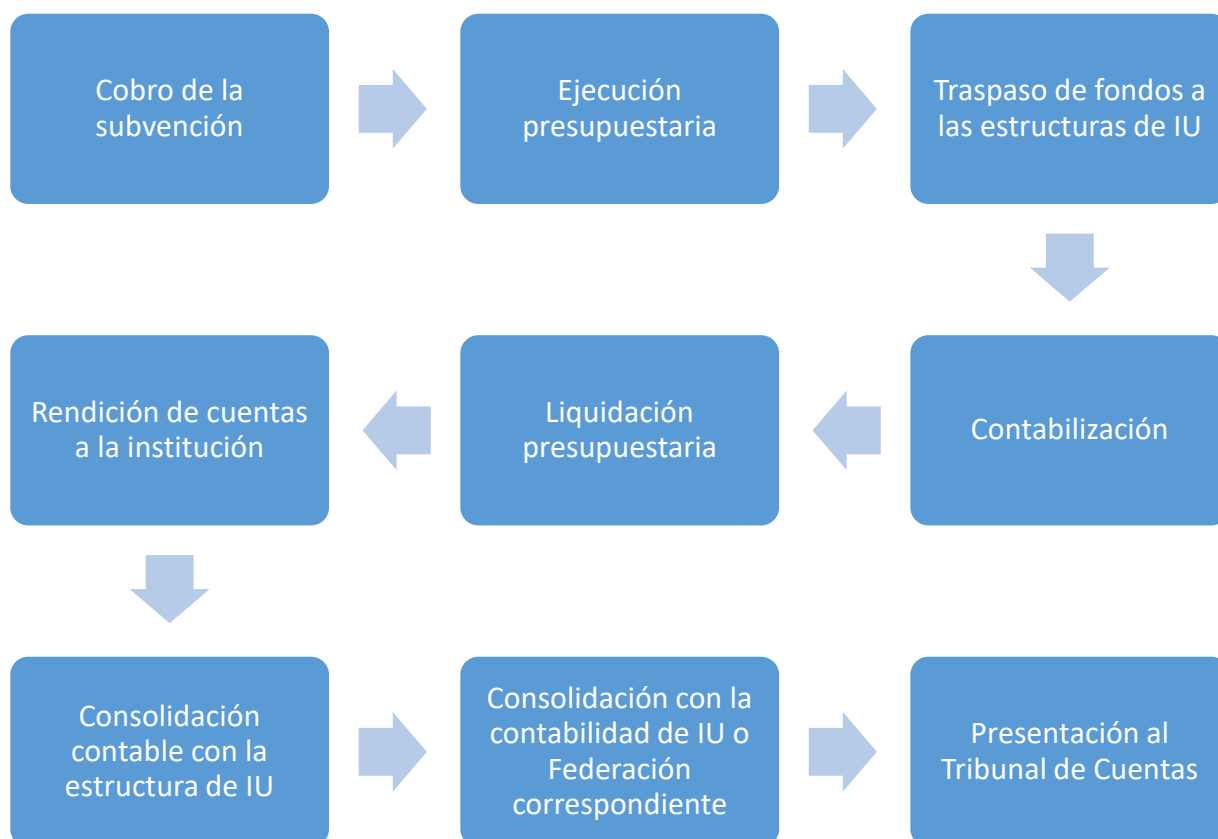 Cobro de la
subvención
Ejecución
presupuestaria
Traspaso de fondos a
las estructuras de IU
Contabilización
Liquidación
presupuestaria
Rendición de cuentas
a la institución
Consolidación
contable con la
estructura de IU
Consolidación con la
contabilidad de IU o
Federación
correspondiente
Presentación al
Tribunal de Cuentas